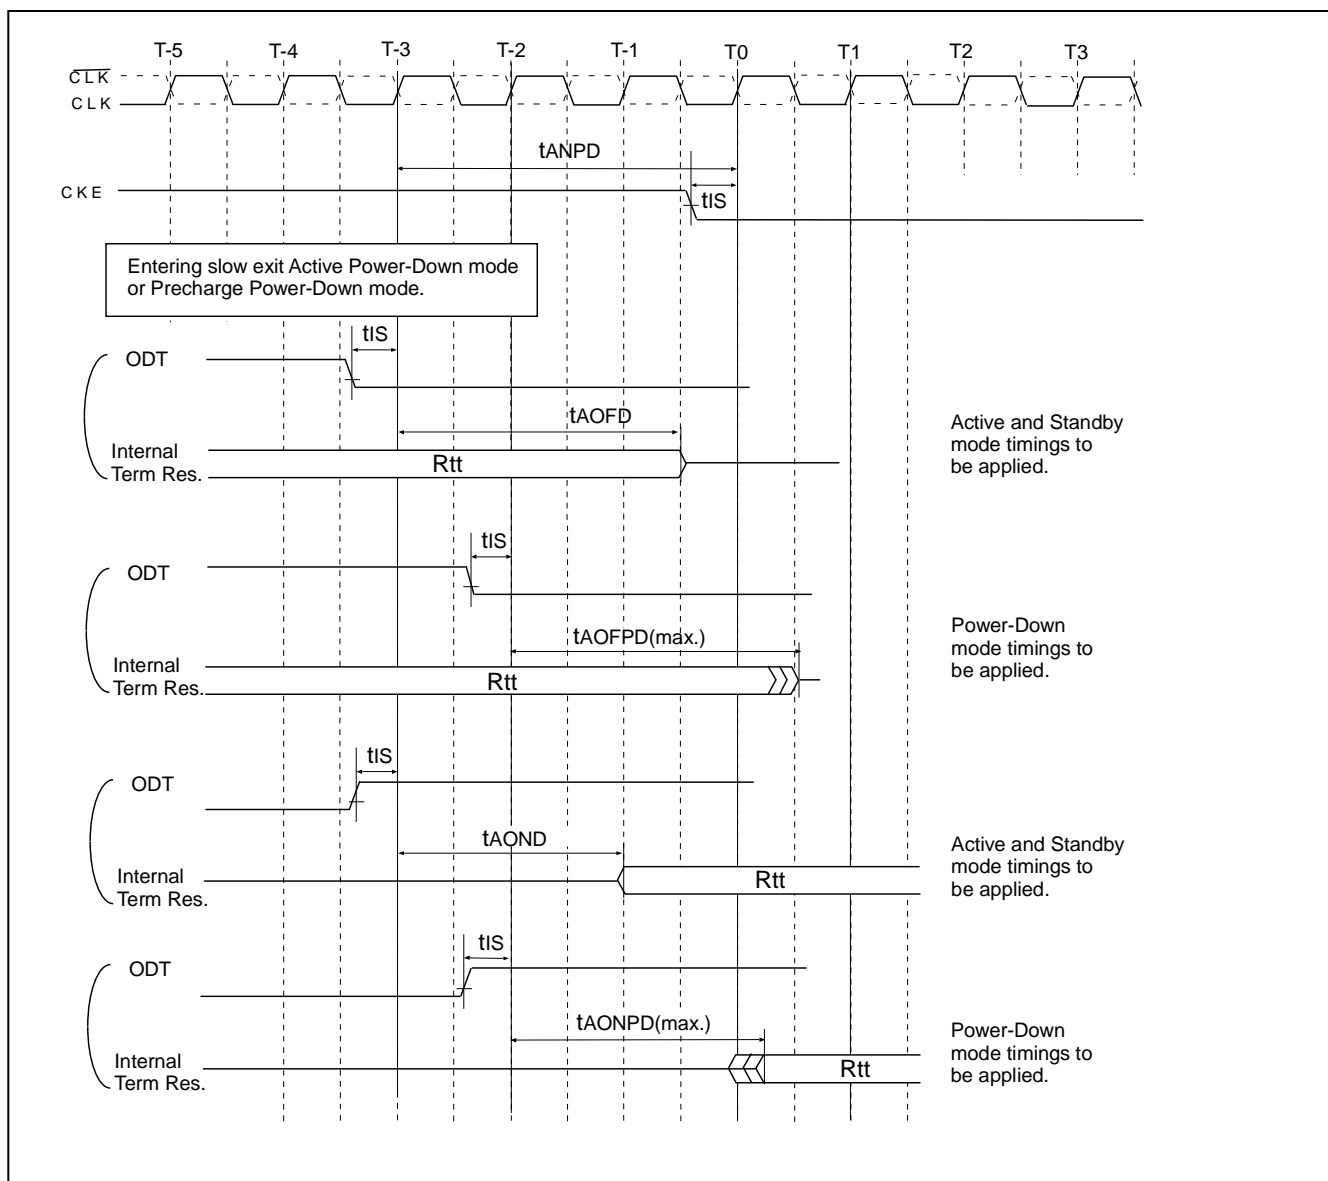 T-5 T-4 T-3 T-2 T-1 T0 T1 T2 T3
CLK
CLK
tANPD
CKE
tIS
Entering slow exit Active Power-Down mode
or Precharge Power-Down mode.
tIS
ODT
tAOFD
Internal
Term Res.
Rtt
Active and Standby
mode timings to
be applied.
tIS
ODT
tAOFPD(max.)
Internal
Term Res.
Rtt
Power-Down
mode timings to
be applied.
tIS
ODT
tAOND
Internal
Term Res.
Rtt
Active and Standby
mode timings to
be applied.
tIS
ODT
tAONPD(max.)
Internal
Term Res.
Rtt
Power-Down
mode timings to
be applied.